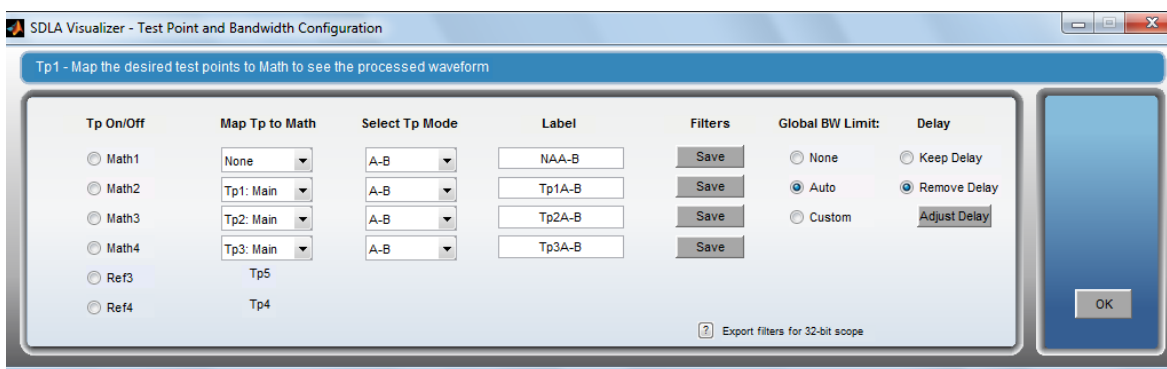 SDLA Visualizer - Test Point and Bandwidth Configuration
Tp1 - Map the desired test points to Math to see the processed waveform
Tp On/Off Map Tp to Math Select Tp Mode Label Filters Global BW Limit: Delay
Math1 None A-B NAA-B Save None Keep Delay
Math2 Tp1: Main A-B Tp1A-B Save Auto Remove Delay
Math3 Tp2: Main A-B Tp2A-B Save Custom Adjust Delay
Math4 Tp3: Main A-B Tp3A-B Save
Ref3 Tp5
Ref4 Tp4
OK
? Export filters for 32-bit scope